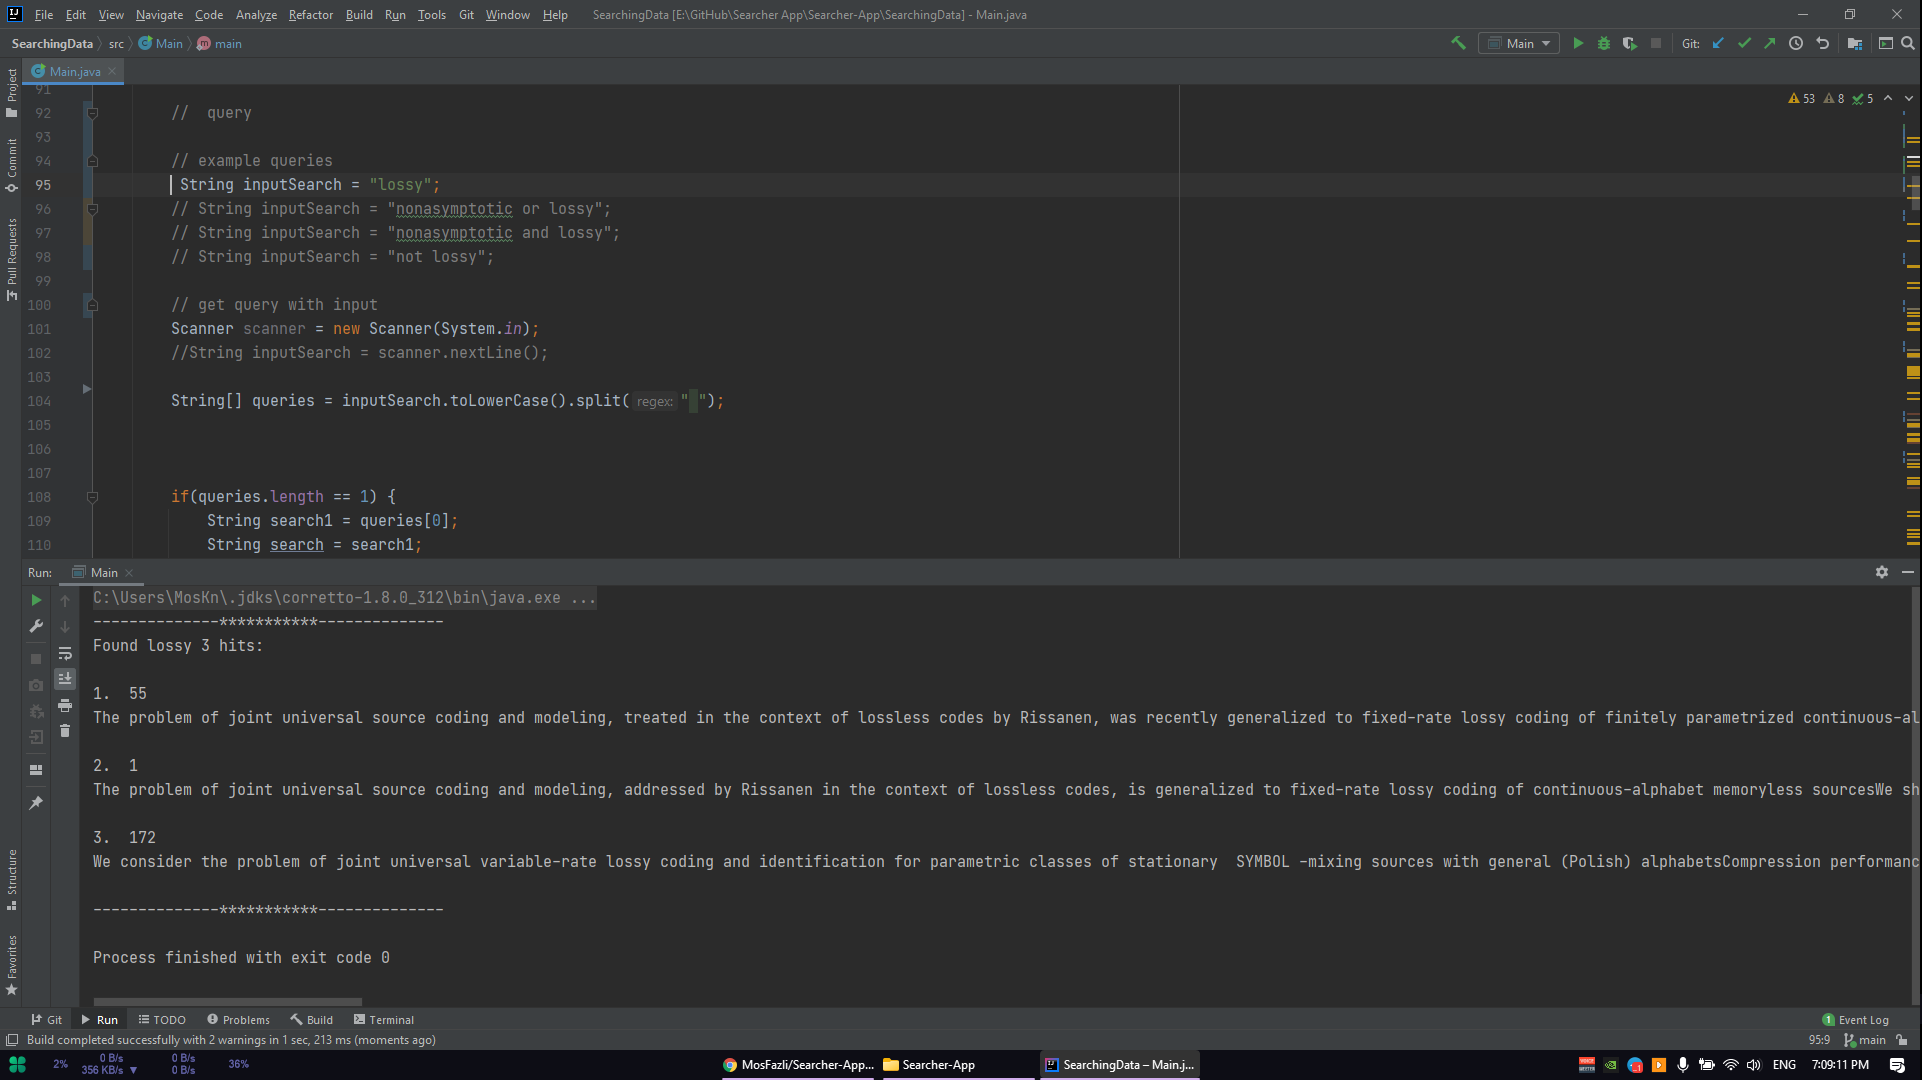 File Edit View Navigate Code Analyze Refactor Build Run Tools Git Window Help SearchingData [E:\GitHub\Searcher App\Searcher-App\SearchingData] - Main.java
SearchingData src Main main Main Git:
Main.java
Project
Commit
Pull Requests
Structure
Favorites
53 8 5
91
92 // query
93
94 // example queries
95 String inputSearch = "lossy";
96 // String inputSearch = "nonasymptotic or lossy";
97 // String inputSearch = "nonasymptotic and lossy";
98 // String inputSearch = "not lossy";
99
100 // get query with input
101 Scanner scanner = new Scanner(System.in);
102 //String inputSearch = scanner.nextLine();
103
104 String[] queries = inputSearch.toLowerCase().split( regex: " ");
105
106
107
108 if(queries.length == 1) {
109 String search1 = queries[0];
110 String search = search1;
Run: Main
C:\Users\MosKn\.jdks\corretto-1.8.0_312\bin\java.exe ...
--------------***********--------------
Found lossy 3 hits:
1. 55
The problem of joint universal source coding and modeling, treated in the context of lossless codes by Rissanen, was recently generalized to fixed-rate lossy coding of finitely parametrized continuous-al
2. 1
The problem of joint universal source coding and modeling, addressed by Rissanen in the context of lossless codes, is generalized to fixed-rate lossy coding of continuous-alphabet memoryless sourcesWe sh
3. 172
We consider the problem of joint universal variable-rate lossy coding and identification for parametric classes of stationary SYMBOL -mixing sources with general (Polish) alphabetsCompression performanc
--------------***********--------------
Process finished with exit code 0
Git Run TODO Problems Build Terminal 1 Event Log
Build completed successfully with 2 warnings in 1 sec, 213 ms (moments ago) 95:9 main
2% 0 B/s 0 B/s 36% MosFazli/Searcher-App... Searcher-App SearchingData – Main.j... ENG 7:09:11 PM
356 KB/s 0 B/s